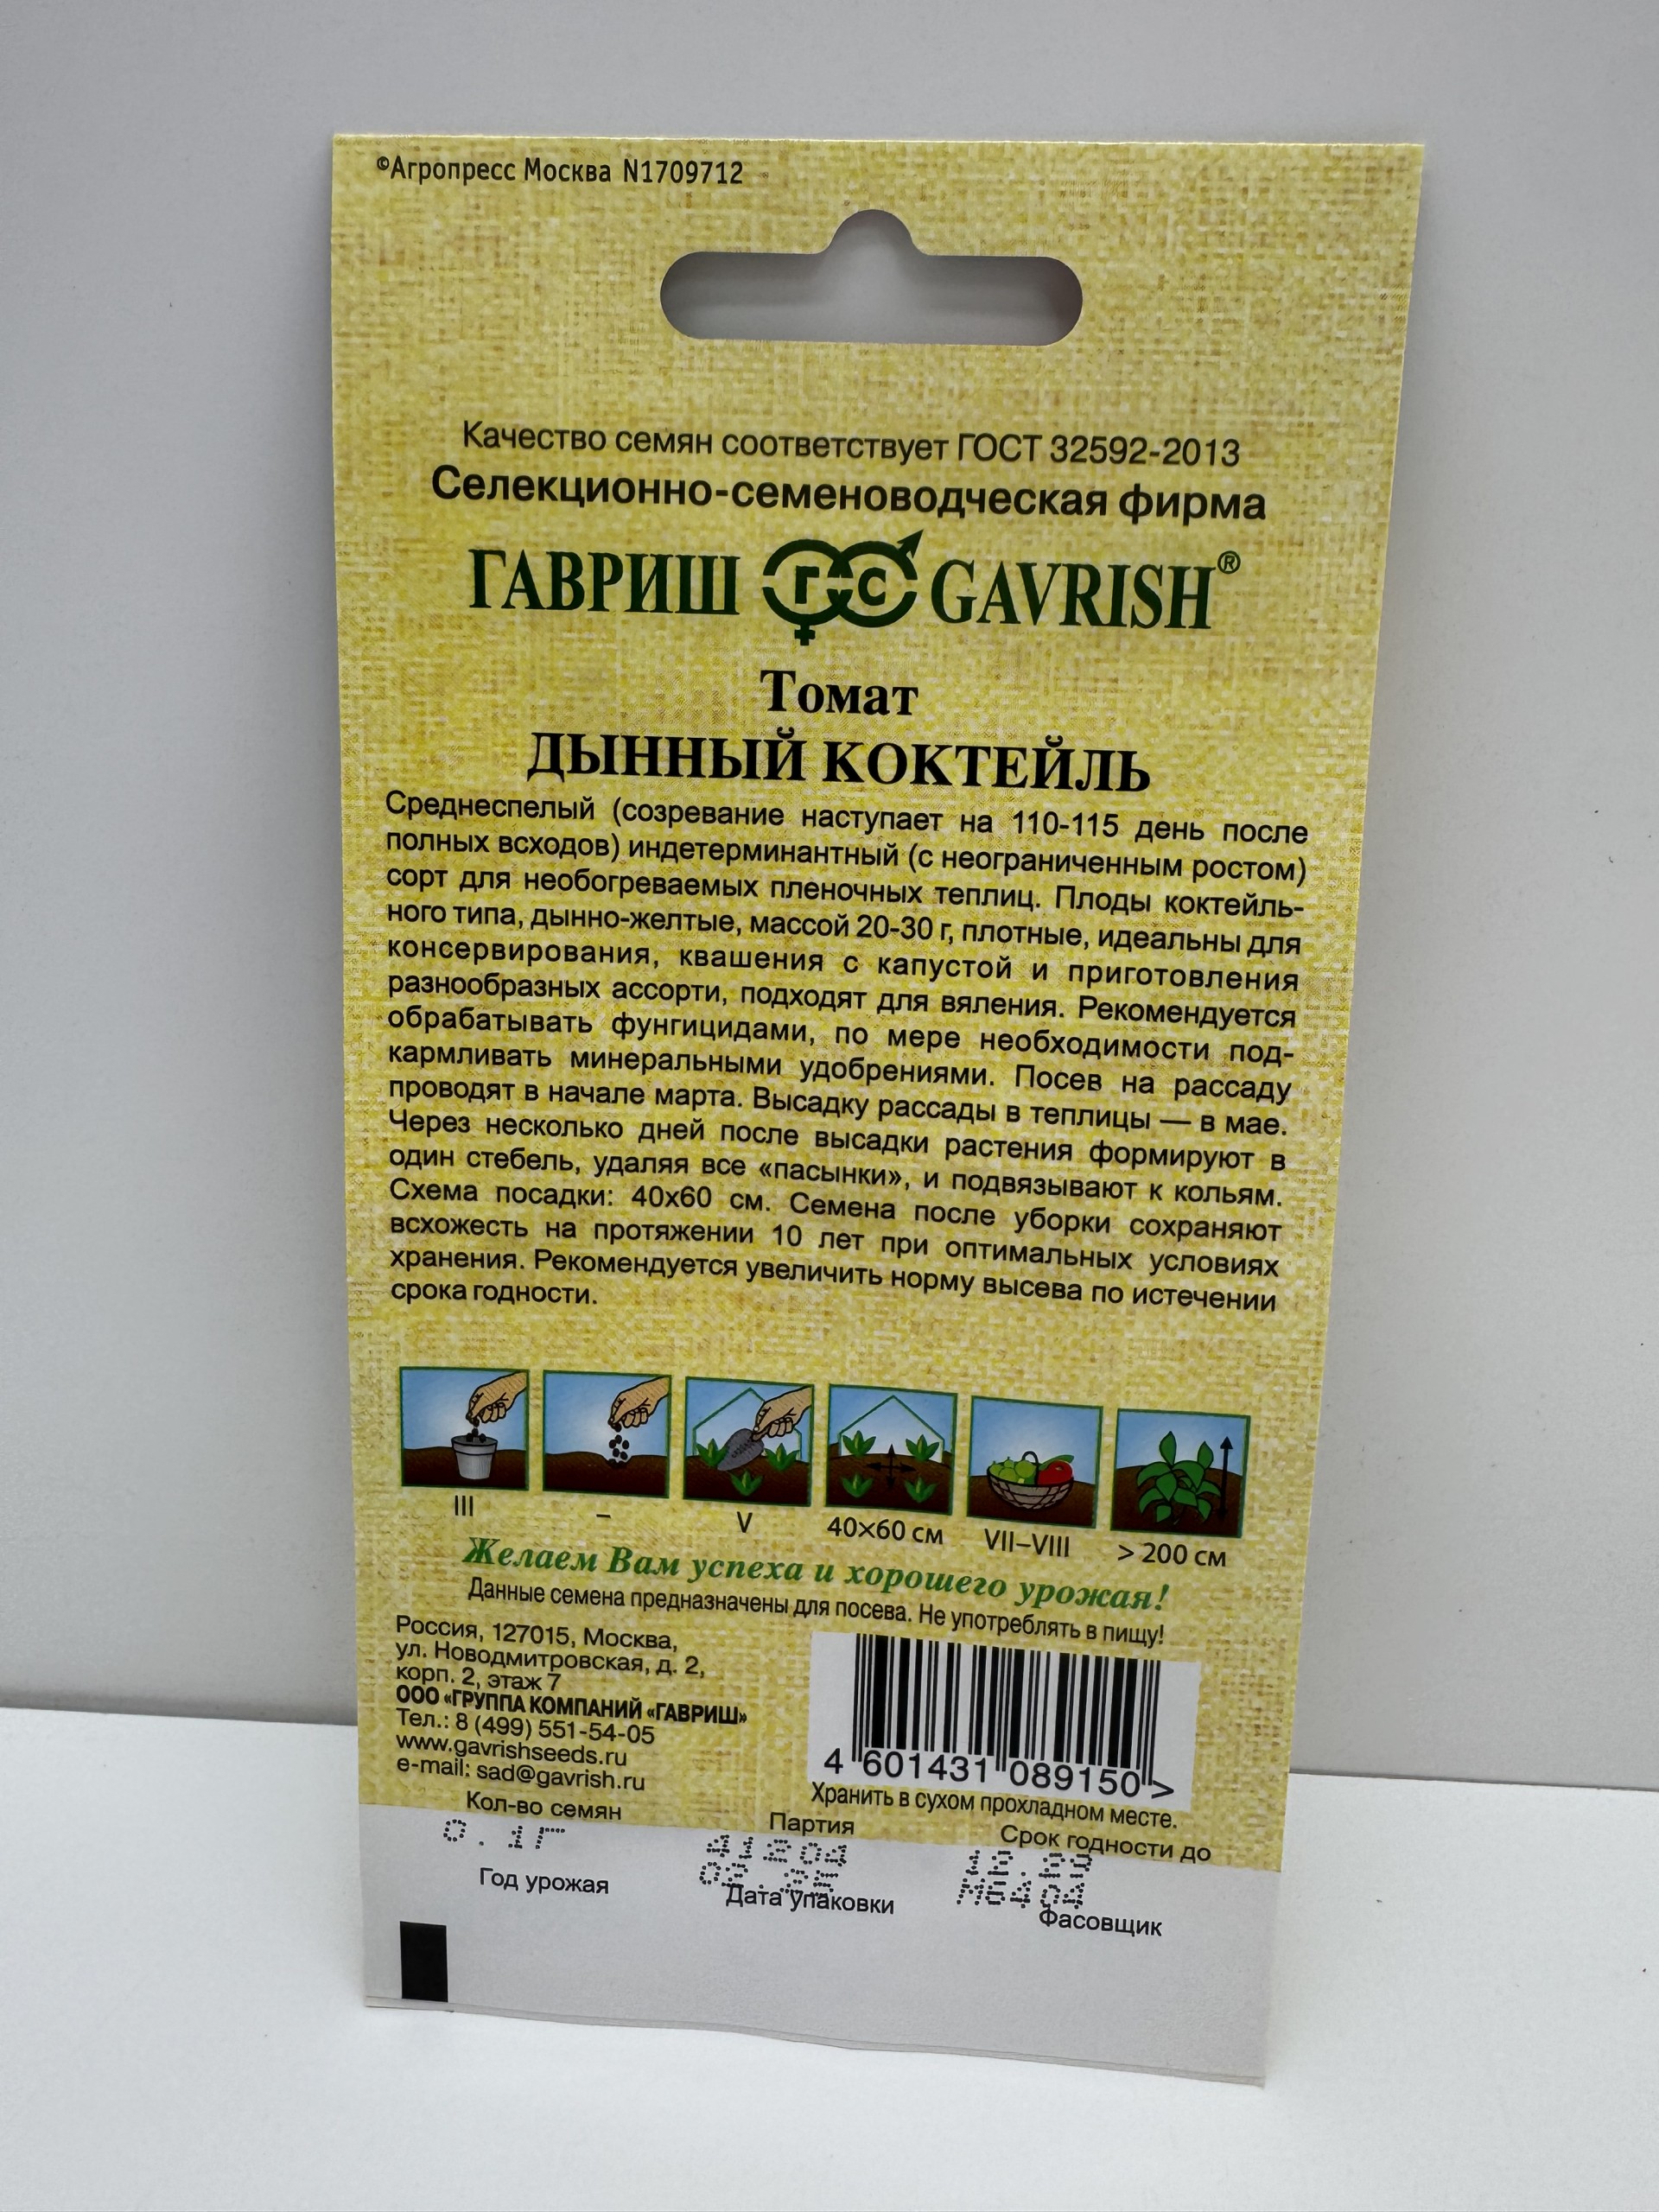 ©Агропресс Москва N1709712
Качество семян соответствует ГОСТ 32592-2013
Селекционно-семеноводческая фирма
ГАВРИШ ГС GAVRISH®
Томат
ДЫННЫЙ КОКТЕЙЛЬ
Среднеспелый (созревание наступает на 110-115 день после
полных всходов) индетерминантный (с неограниченным ростом)
сорт для необогреваемых пленочных теплиц. Плоды коктейль-
ного типа, дынно-желтые, массой 20-30 г, плотные, идеальны для
консервирования, квашения с капустой и приготовления
разнообразных ассорти, подходят для вяления. Рекомендуется
обрабатывать фунгицидами, по мере необходимости под-
кармливать минеральными удобрениями. Посев на рассаду
проводят в начале марта. Высадку рассады в теплицы — в мае.
Через несколько дней после высадки растения формируют в
один стебель, удаляя все «пасынки», и подвязывают к кольям.
Схема посадки: 40х60 см. Семена после уборки сохраняют
всхожесть на протяжении 10 лет при оптимальных условиях
хранения. Рекомендуется увеличить норму высева по истечении
срока годности.
III – V 40×60 см VII–VIII > 200 см
Желаем Вам успеха и хорошего урожая!
Данные семена предназначены для посева. Не употреблять в пищу!
Россия, 127015, Москва,
ул. Новодмитровская, д. 2,
корп. 2, этаж 7
ООО «ГРУППА КОМПАНИЙ «ГАВРИШ»
Тел.: 8 (499) 551-54-05
www.gavrishseeds.ru
e-mail: sad@gavrish.ru
4 601431 089150 >
Хранить в сухом прохладном месте.
Кол-во семян Партия Срок годности до
0.1Г 41204 12.29
02.25 М6404
Год урожая Дата упаковки Фасовщик